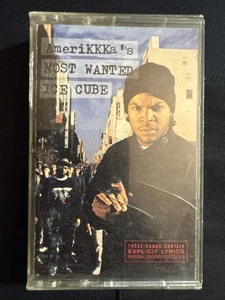 AmeriKKKa's
MOST WANTED
ICE CUBE
THESE SONGS CONTAIN
EXPLICIT LYRICS